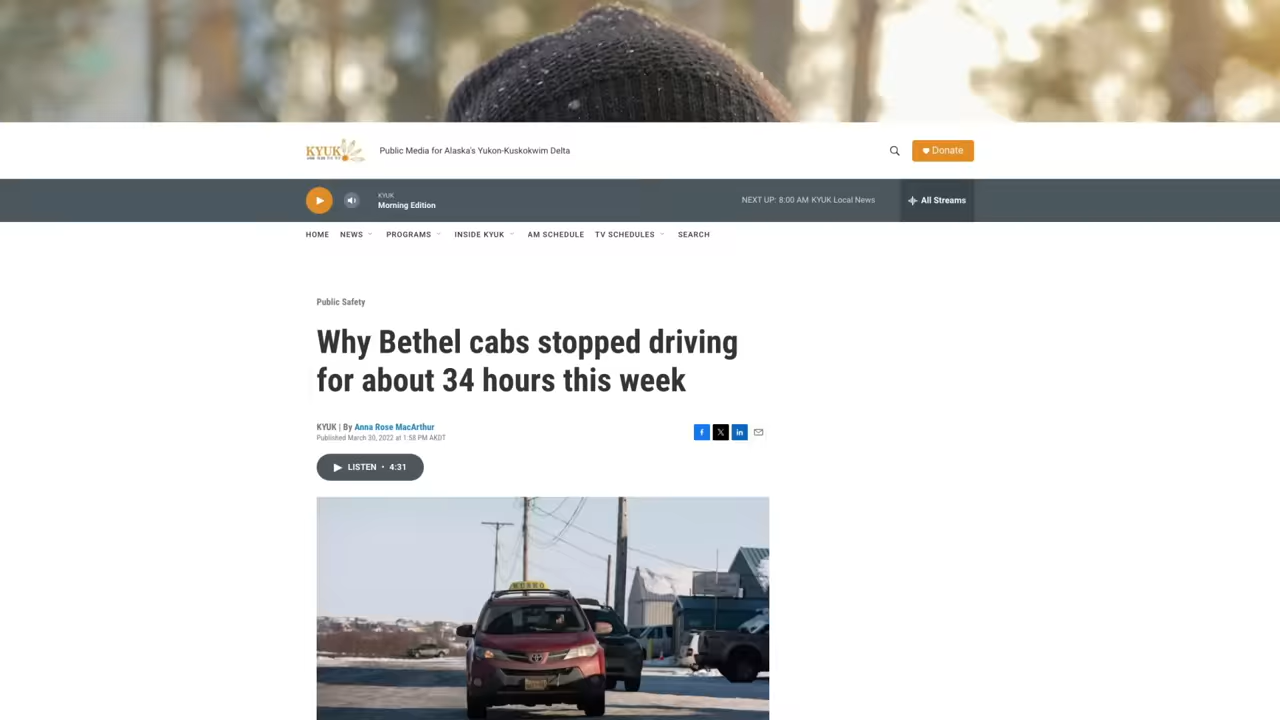 KYUK
Public Media for Alaska's Yukon-Kuskokwim Delta
Donate
KYUK
Morning Edition
NEXT UP: 8:00 AM KYUK Local News
All Streams
HOME NEWS PROGRAMS INSIDE KYUK AM SCHEDULE TV SCHEDULES SEARCH
Public Safety
Why Bethel cabs stopped driving
for about 34 hours this week
KYUK | By Anna Rose MacArthur
Published March 30, 2022 at 1:58 PM AKDT
LISTEN • 4:31